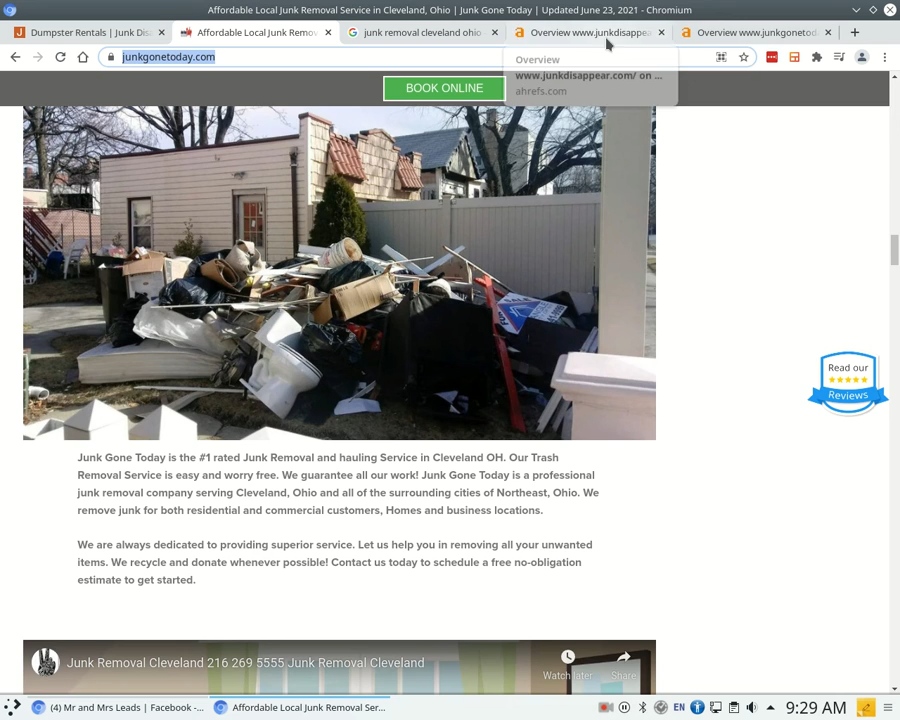 Affordable Local Junk Removal Service in Cleveland, Ohio | Junk Gone Today | Updated June 23, 2021 - Chromium
Dumpster Rentals | Junk Dis
Affordable Local Junk Remov
junk removal cleveland ohio
Overview www.junkdisappea
Overview www.junkgonetod
junkgonetoday.com
Overview
www.junkdisappear.com/ on ...
ahrefs.com
BOOK ONLINE
FOR SALE
Read our
Reviews
Junk Gone Today is the #1 rated Junk Removal and hauling Service in Cleveland OH. Our Trash
Removal Service is easy and worry free. We guarantee all our work! Junk Gone Today is a professional
junk removal company serving Cleveland, Ohio and all of the surrounding cities of Northeast, Ohio. We
remove junk for both residential and commercial customers, Homes and business locations.
We are always dedicated to providing superior service. Let us help you in removing all your unwanted
items. We recycle and donate whenever possible! Contact us today to schedule a free no-obligation
estimate to get started.
Junk Removal Cleveland 216 269 5555 Junk Removal Cleveland
Watch later
Share
(4) Mr and Mrs Leads | Facebook -...
Affordable Local Junk Removal Ser...
EN
9:29 AM